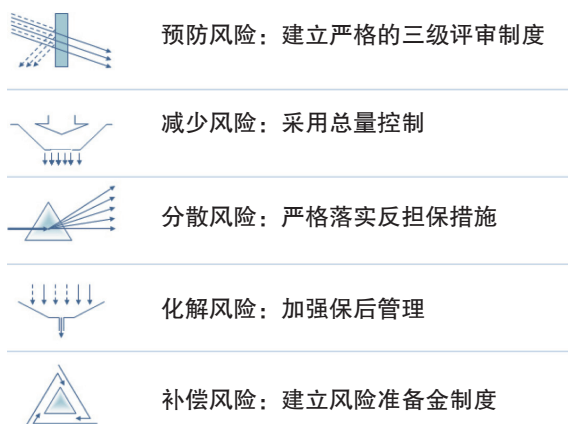 预防风险：建立严格的三级评审制度
减少风险：采用总量控制
分散风险：严格落实反担保措施
化解风险：加强保后管理
补偿风险：建立风险准备金制度